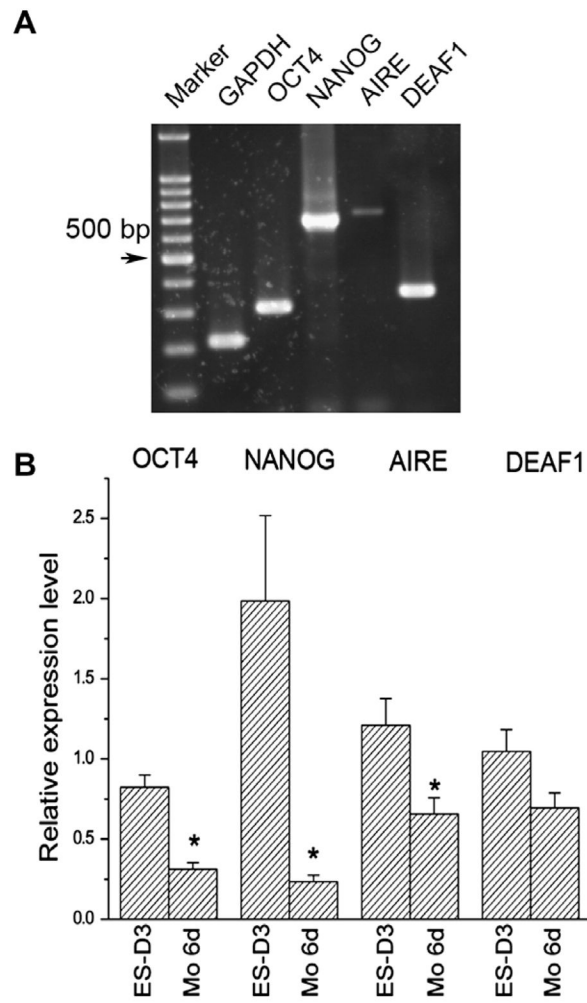 A
Marker GAPDH OCT4 NANOG AIRE DEAF1
500 bp
B
OCT4 NANOG AIRE DEAF1
Relative expression level
2.5
2.0
1.5
1.0
0.5
0.0
* * *
ES-D3 Mo 6d ES-D3 Mo 6d ES-D3 Mo 6d ES-D3 Mo 6d